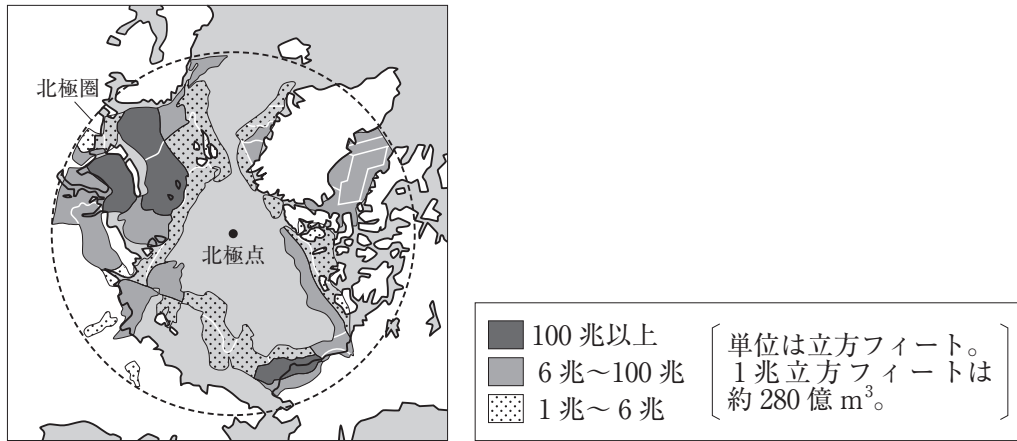 北極圏
北極点
100 兆以上
6 兆〜100 兆
1 兆〜 6 兆
単位は立方フィート。
1 兆立方フィートは
約 280 億 m³。